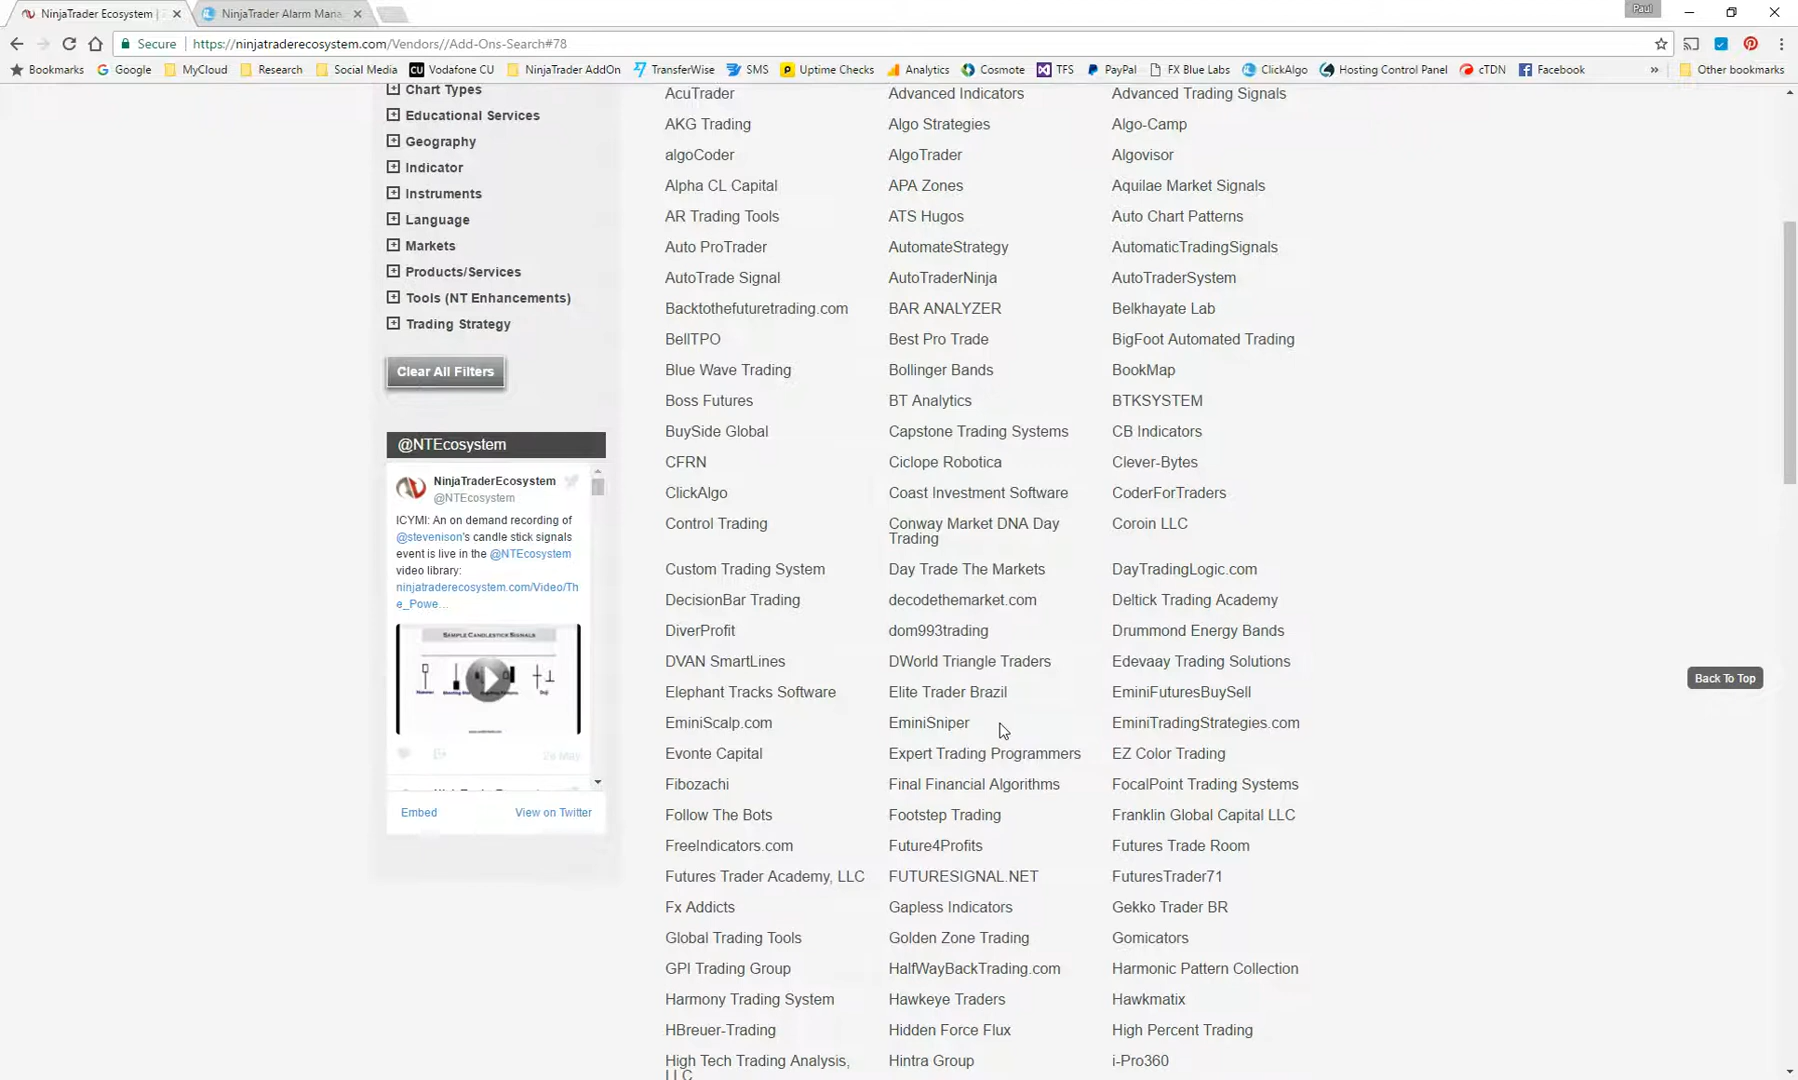 NinjaTrader Ecosystem |
NinjaTrader Alarm Mana
Paul
Secure
https://ninjatraderecosystem.com/Vendors//Add-Ons-Search#78
Bookmarks Google MyCloud Research Social Media Vodafone CU NinjaTrader AddOn TransferWise SMS Uptime Checks Analytics Cosmote TFS PayPal FX Blue Labs ClickAlgo Hosting Control Panel cTDN Facebook » Other bookmarks
Chart Types
Educational Services
Geography
Indicator
Instruments
Language
Markets
Products/Services
Tools (NT Enhancements)
Trading Strategy
Clear All Filters
@NTEcosystem
NinjaTraderEcosystem
@NTEcosystem
ICYMI: An on demand recording of
@stevenison's candle stick signals
event is live in the @NTEcosystem
video library:
ninjatraderecosystem.com/Video/Th
e_Powe…
SAMPLE CANDLESTICK SIGNALS
26 May
Embed View on Twitter
AcuTrader Advanced Indicators Advanced Trading Signals
AKG Trading Algo Strategies Algo-Camp
algoCoder AlgoTrader Algovisor
Alpha CL Capital APA Zones Aquilae Market Signals
AR Trading Tools ATS Hugos Auto Chart Patterns
Auto ProTrader AutomateStrategy AutomaticTradingSignals
AutoTrade Signal AutoTraderNinja AutoTraderSystem
Backtothefuturetrading.com BAR ANALYZER Belkhayate Lab
BellTPO Best Pro Trade BigFoot Automated Trading
Blue Wave Trading Bollinger Bands BookMap
Boss Futures BT Analytics BTKSYSTEM
BuySide Global Capstone Trading Systems CB Indicators
CFRN Ciclope Robotica Clever-Bytes
ClickAlgo Coast Investment Software CoderForTraders
Control Trading Conway Market DNA Day Coroin LLC
Trading
Custom Trading System Day Trade The Markets DayTradingLogic.com
DecisionBar Trading decodethemarket.com Deltick Trading Academy
DiverProfit dom993trading Drummond Energy Bands
DVAN SmartLines DWorld Triangle Traders Edevaay Trading Solutions
Elephant Tracks Software Elite Trader Brazil EminiFuturesBuySell
EminiScalp.com EminiSniper EminiTradingStrategies.com
Evonte Capital Expert Trading Programmers EZ Color Trading
Fibozachi Final Financial Algorithms FocalPoint Trading Systems
Follow The Bots Footstep Trading Franklin Global Capital LLC
FreeIndicators.com Future4Profits Futures Trade Room
Futures Trader Academy, LLC FUTURESIGNAL.NET FuturesTrader71
Fx Addicts Gapless Indicators Gekko Trader BR
Global Trading Tools Golden Zone Trading Gomicators
GPI Trading Group HalfWayBackTrading.com Harmonic Pattern Collection
Harmony Trading System Hawkeye Traders Hawkmatix
HBreuer-Trading Hidden Force Flux High Percent Trading
High Tech Trading Analysis, Hintra Group i-Pro360
LLC
Back To Top